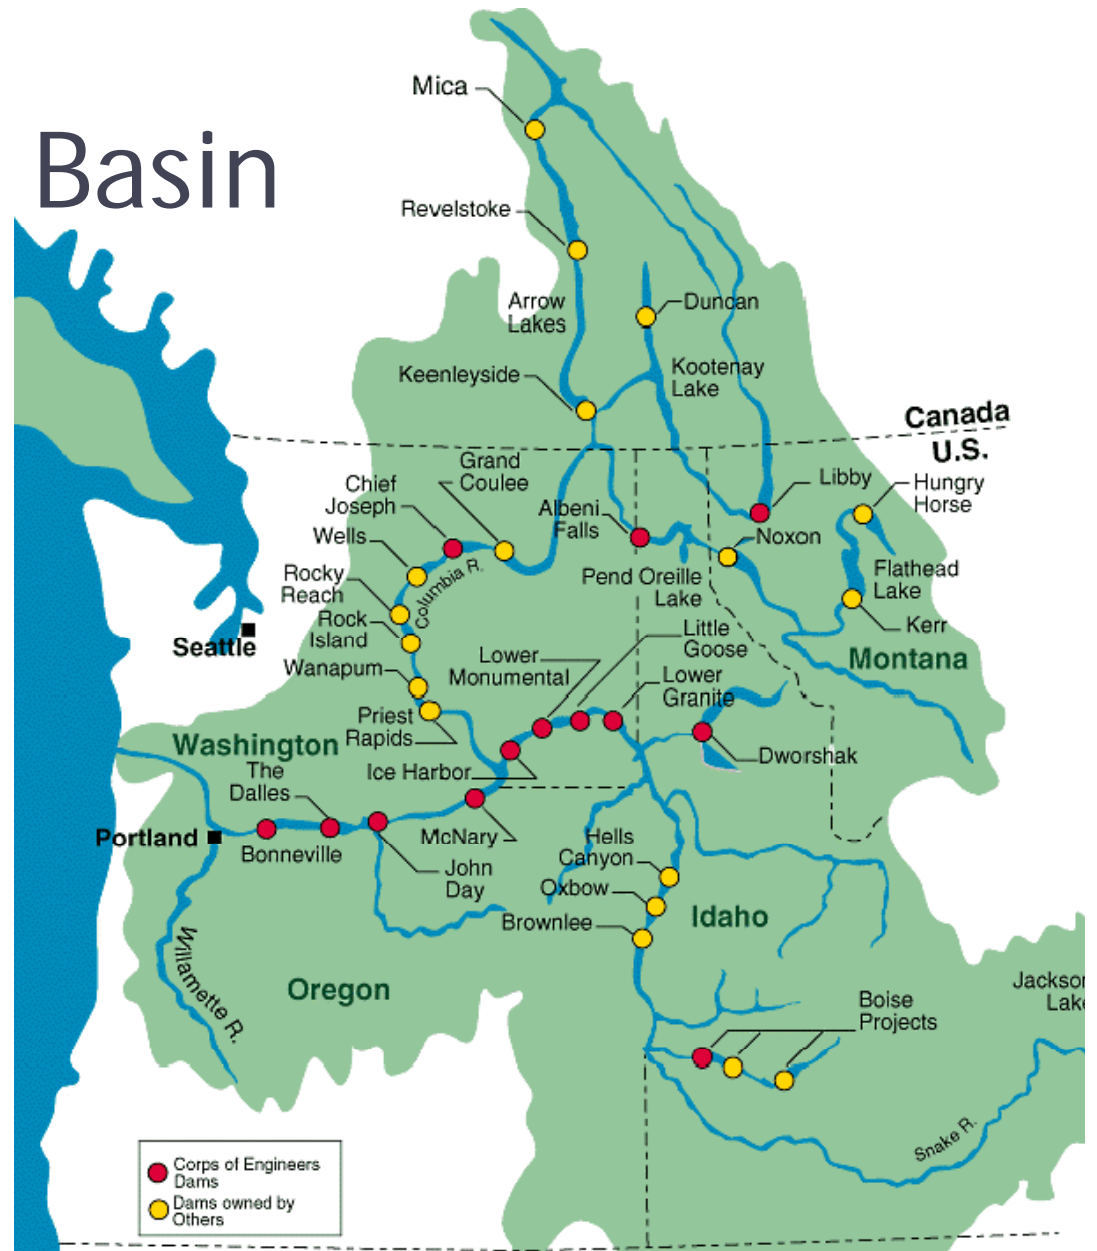 Basin
Mica
Revelstoke
Arrow
Lakes
Duncan
Keenleyside
Kootenay
Lake
Canada
U.S.
Grand
Coulee
Chief
Joseph
Libby
Hungry
Horse
Albeni
Falls
Wells
Noxon
Rocky
Reach
Columbia R.
Pend Oreille
Lake
Flathead
Lake
Rock
Island
Kerr
Seattle
Little
Goose
Montana
Wanapum
Lower
Monumental
Lower
Granite
Priest
Rapids
Washington
Ice Harbor
Dworshak
The
Dalles
Portland
Bonneville
McNary
Hells
Canyon
John
Day
Oxbow
Brownlee
Idaho
Willamette R.
Oregon
Jackson
Lake
Boise
Projects
Snake R.
Corps of Engineers
Dams
Dams owned by
Others